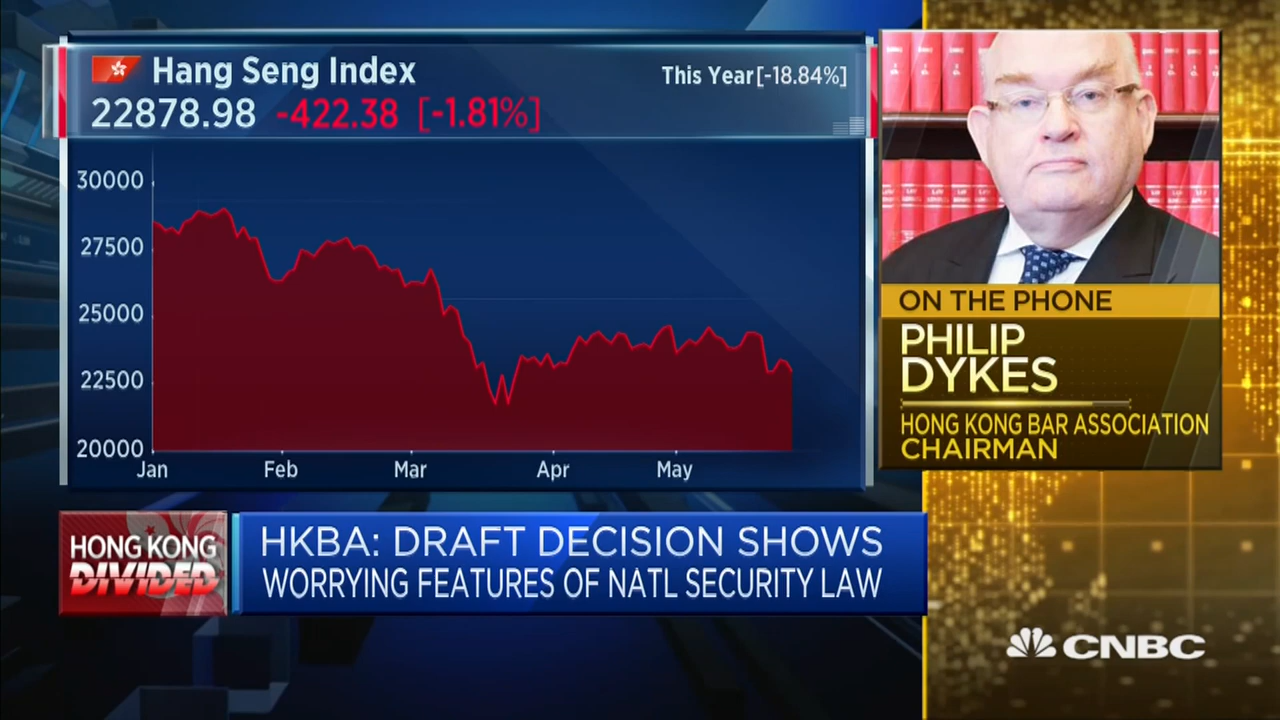 Hang Seng Index
This Year[-18.84%]
22878.98 -422.38 [-1.81%]
30000
27500
25000
22500
20000
Jan Feb Mar Apr May
ON THE PHONE
PHILIP
DYKES
HONG KONG BAR ASSOCIATION
CHAIRMAN
HONG KONG
DIVIDED
HKBA: DRAFT DECISION SHOWS
WORRYING FEATURES OF NATL SECURITY LAW
CNBC